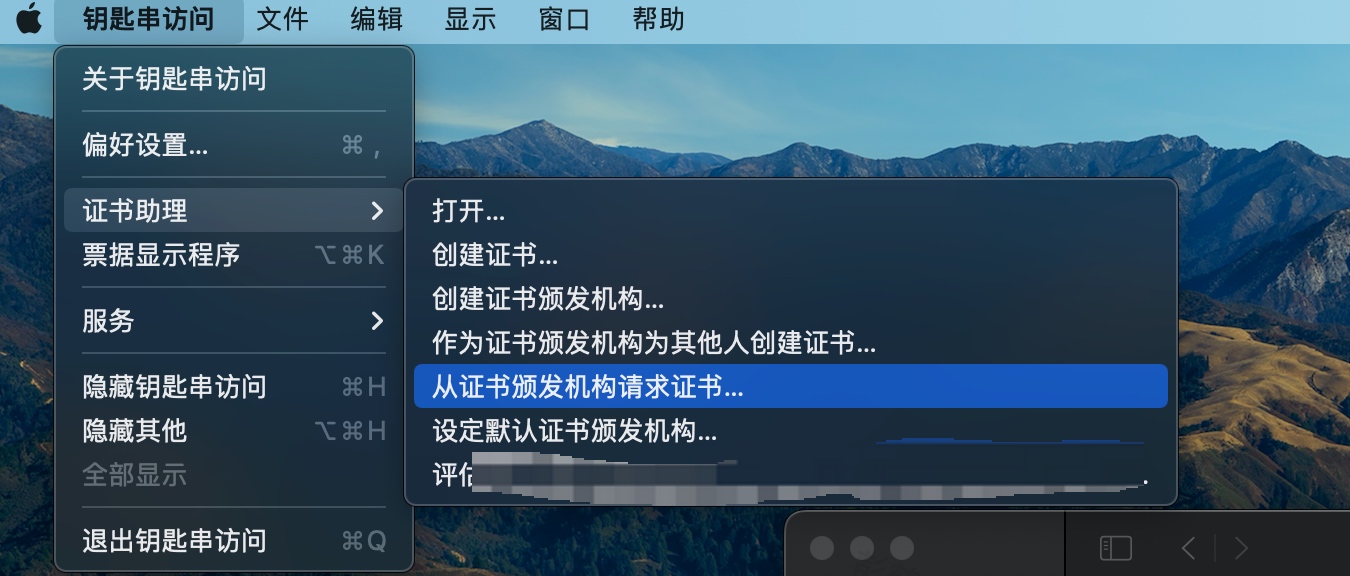 钥匙串访问 文件 编辑 显示 窗口 帮助
关于钥匙串访问
偏好设置... ⌘ ,
证书助理
票据显示程序 ⌥⌘K
服务
隐藏钥匙串访问 ⌘H
隐藏其他 ⌥⌘H
全部显示
退出钥匙串访问 ⌘Q
打开...
创建证书...
创建证书颁发机构...
作为证书颁发机构为其他人创建证书...
从证书颁发机构请求证书...
设定默认证书颁发机构...
评估